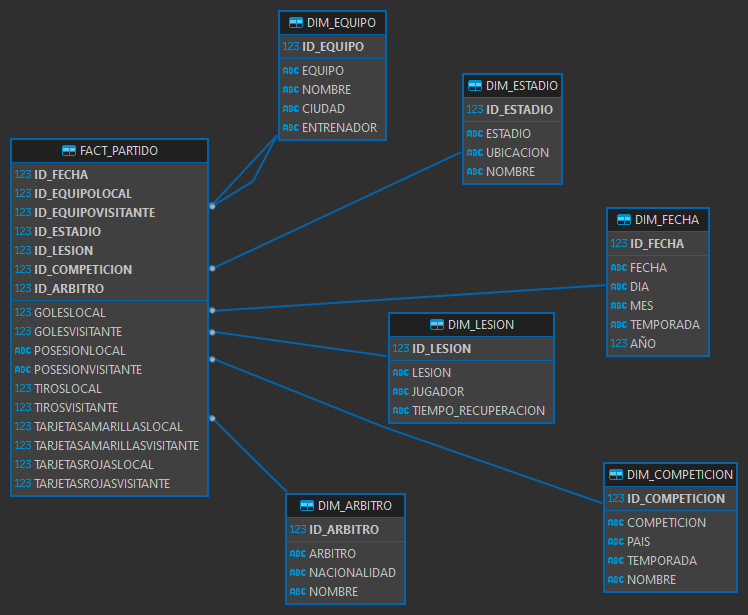 DIM_EQUIPO
123 ID_EQUIPO
ABC EQUIPO
ABC NOMBRE
ABC CIUDAD
ABC ENTRENADOR
DIM_ESTADIO
123 ID_ESTADIO
ABC ESTADIO
ABC UBICACION
ABC NOMBRE
FACT_PARTIDO
123 ID_FECHA
123 ID_EQUIPOLOCAL
123 ID_EQUIPOVISITANTE
123 ID_ESTADIO
123 ID_LESION
123 ID_COMPETICION
123 ID_ARBITRO
123 GOLESLOCAL
123 GOLESVISITANTE
ABC POSESIONLOCAL
ABC POSESIONVISITANTE
123 TIROSLOCAL
123 TIROSVISITANTE
123 TARJETASAMARILLASLOCAL
123 TARJETASAMARILLASVISITANTE
123 TARJETASROJASLOCAL
123 TARJETASROJASVISITANTE
DIM_FECHA
123 ID_FECHA
ABC FECHA
ABC DIA
ABC MES
ABC TEMPORADA
123 AÑO
DIM_LESION
123 ID_LESION
ABC LESION
ABC JUGADOR
ABC TIEMPO_RECUPERACION
DIM_COMPETICION
123 ID_COMPETICION
ABC COMPETICION
ABC PAIS
ABC TEMPORADA
ABC NOMBRE
DIM_ARBITRO
123 ID_ARBITRO
ABC ARBITRO
ABC NACIONALIDAD
ABC NOMBRE